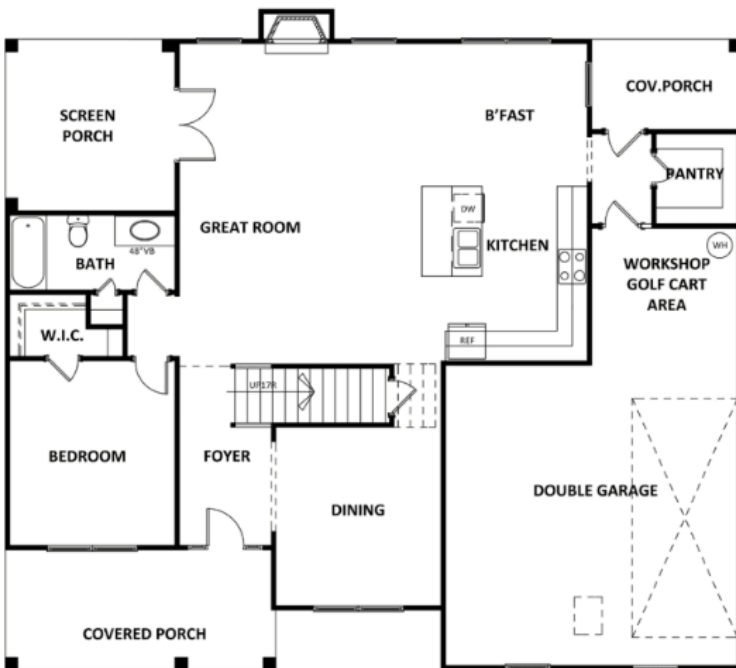 SCREEN
PORCH
COV.PORCH
B'FAST
PANTRY
DW
GREAT ROOM
KITCHEN
48"VB
BATH
WH
WORKSHOP
GOLF CART
AREA
W.I.C.
REF
UP17R
BEDROOM
FOYER
DINING
DOUBLE GARAGE
COVERED PORCH